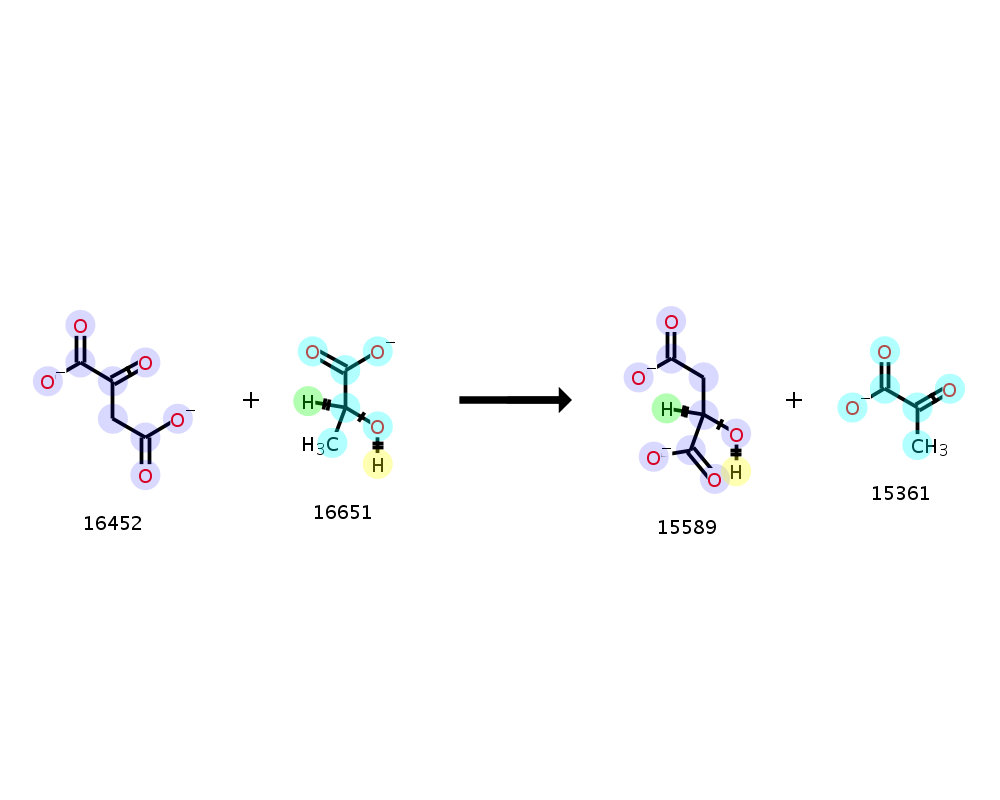 O
O O⁻
O⁻ O⁻
O
16452
+
O O⁻
H O
H₃C
H
16651
O
O⁻
H O
O⁻ H
O
15589
+
O
O⁻ O
CH₃
15361